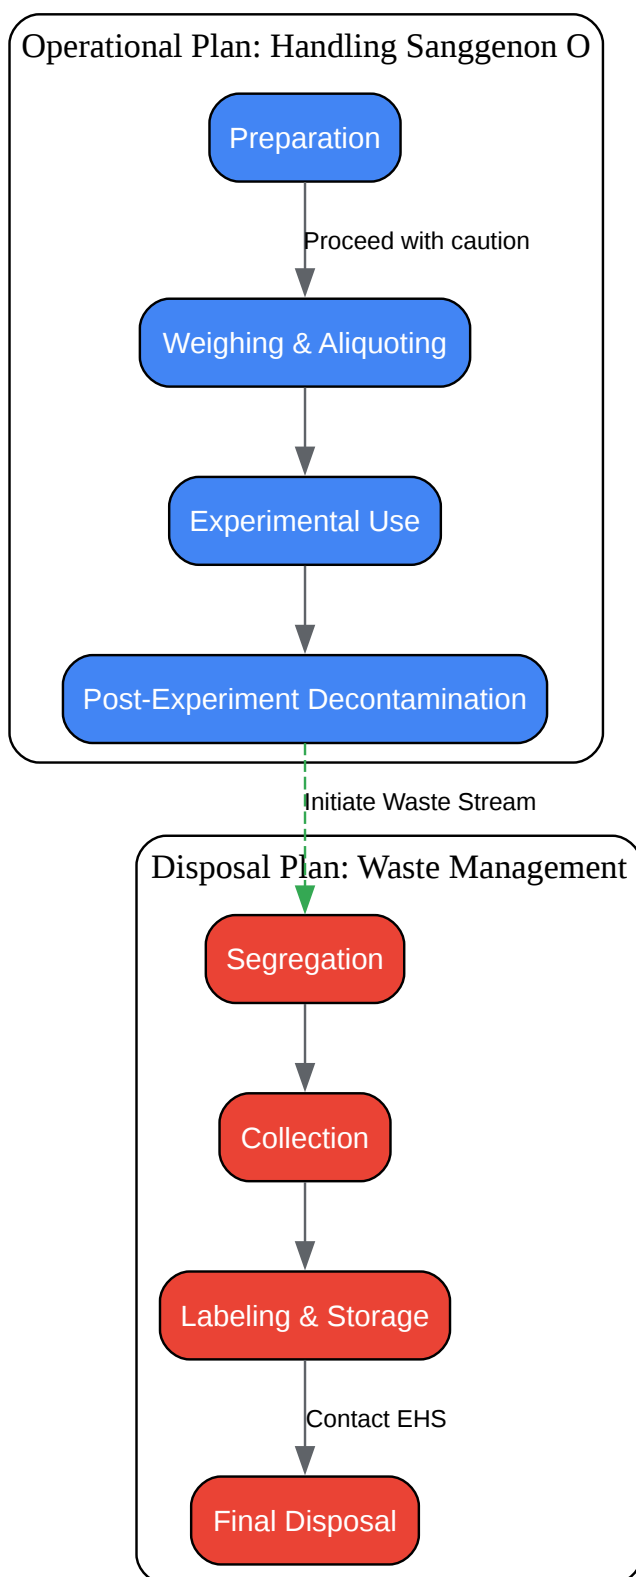 Operational Plan: Handling Sanggenon O
Preparation
Proceed with caution
Weighing & Aliquoting
Experimental Use
Post-Experiment Decontamination
Initiate Waste Stream
Disposal Plan: Waste Management
Segregation
Collection
Labeling & Storage
Contact EHS
Final Disposal